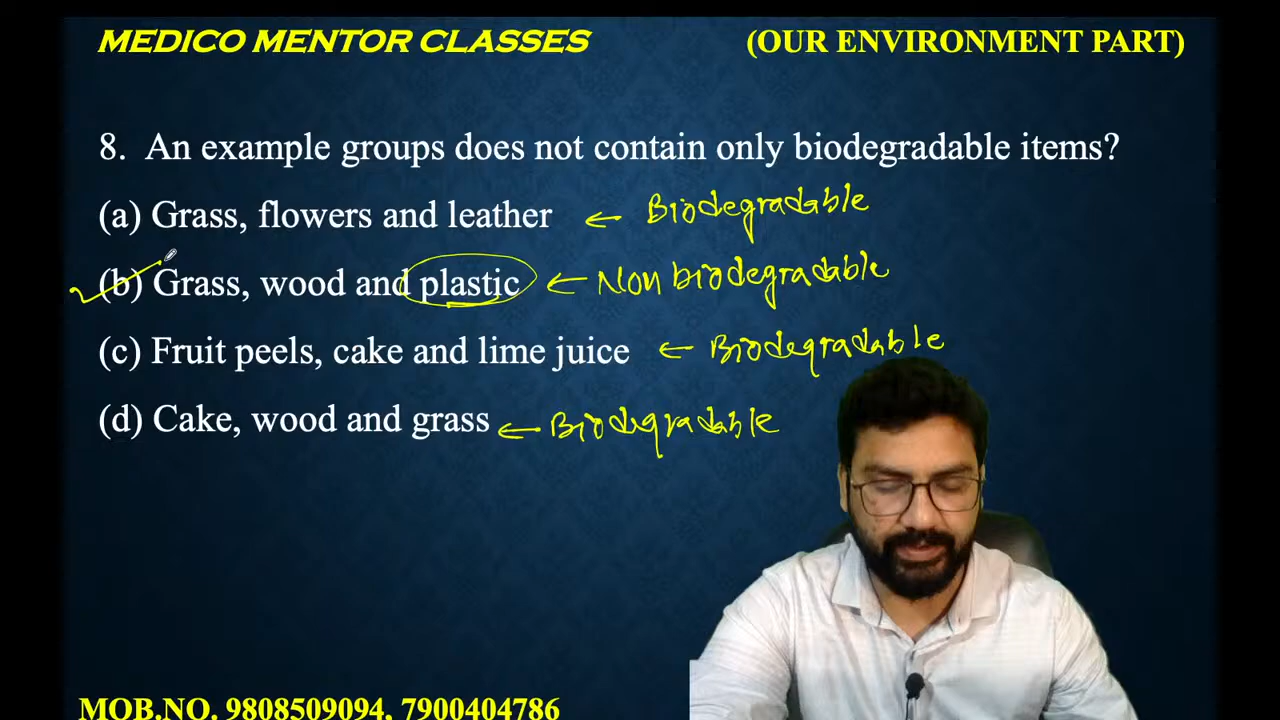 MEDICO MENTOR CLASSES (OUR ENVIRONMENT PART)
8. An example groups does not contain only biodegradable items?
(a) Grass, flowers and leather ← Biodegradable
(b) Grass, wood and plastic ← Non biodegradable
(c) Fruit peels, cake and lime juice ← Biodegradable
(d) Cake, wood and grass ← Biodegradable
MOB.NO. 9808509094, 7900404786